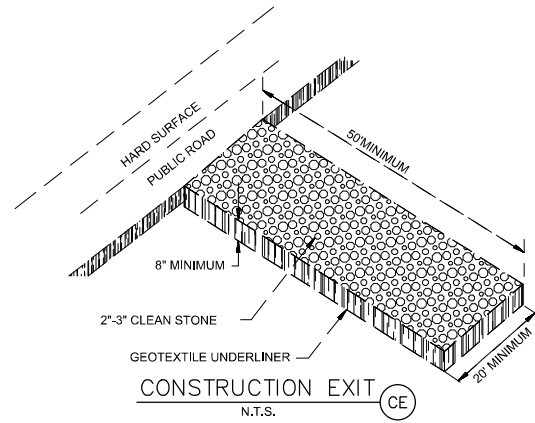 HARD SURFACE
PUBLIC ROAD
50'MINIMUM
8" MINIMUM
2"-3" CLEAN STONE
GEOTEXTILE UNDERLINER
20' MINIMUM
CONSTRUCTION EXIT
CE
N.T.S.